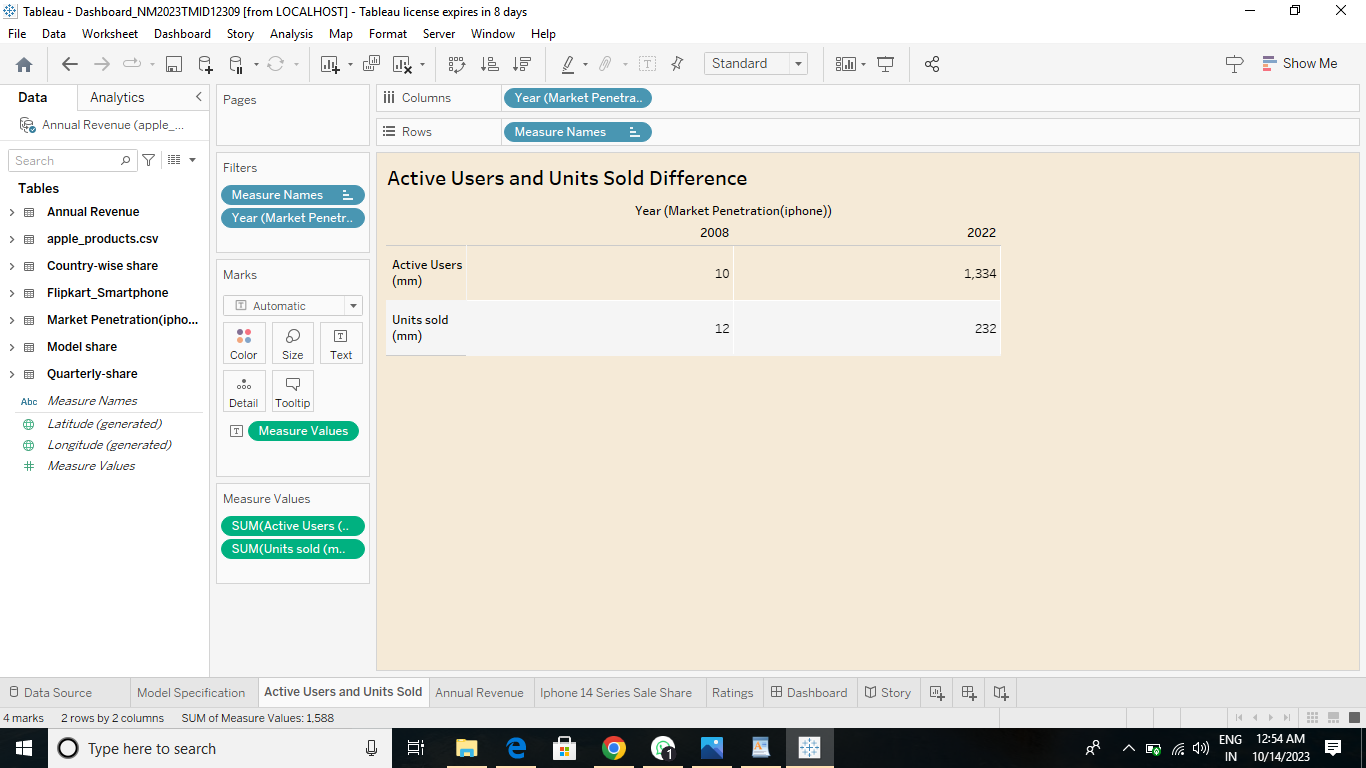 Tableau - Dashboard_NM2023TMID12309 [from LOCALHOST] - Tableau license expires in 8 days
File Data Worksheet Dashboard Story Analysis Map Format Server Window Help
Standard
Show Me
Data Analytics
Annual Revenue (apple_...
Search
Tables
Annual Revenue
apple_products.csv
Country-wise share
Flipkart_Smartphone
Market Penetration(ipho...
Model share
Quarterly-share
Abc Measure Names
Latitude (generated)
Longitude (generated)
Measure Values
Pages
Filters
Measure Names
Year (Market Penetr..
Marks
T Automatic
Color Size T Text
Detail Tooltip
T Measure Values
Measure Values
SUM(Active Users (..
SUM(Units sold (m..
Columns Year (Market Penetra..
Rows Measure Names
Active Users and Units Sold Difference
Year (Market Penetration(iphone))
2008 2022
Active Users
(mm) 10 1,334
Units sold
(mm) 12 232
Data Source Model Specification Active Users and Units Sold Annual Revenue Iphone 14 Series Sale Share Ratings Dashboard Story
4 marks 2 rows by 2 columns SUM of Measure Values: 1,588
Type here to search
1
ENG
IN
12:54 AM
10/14/2023